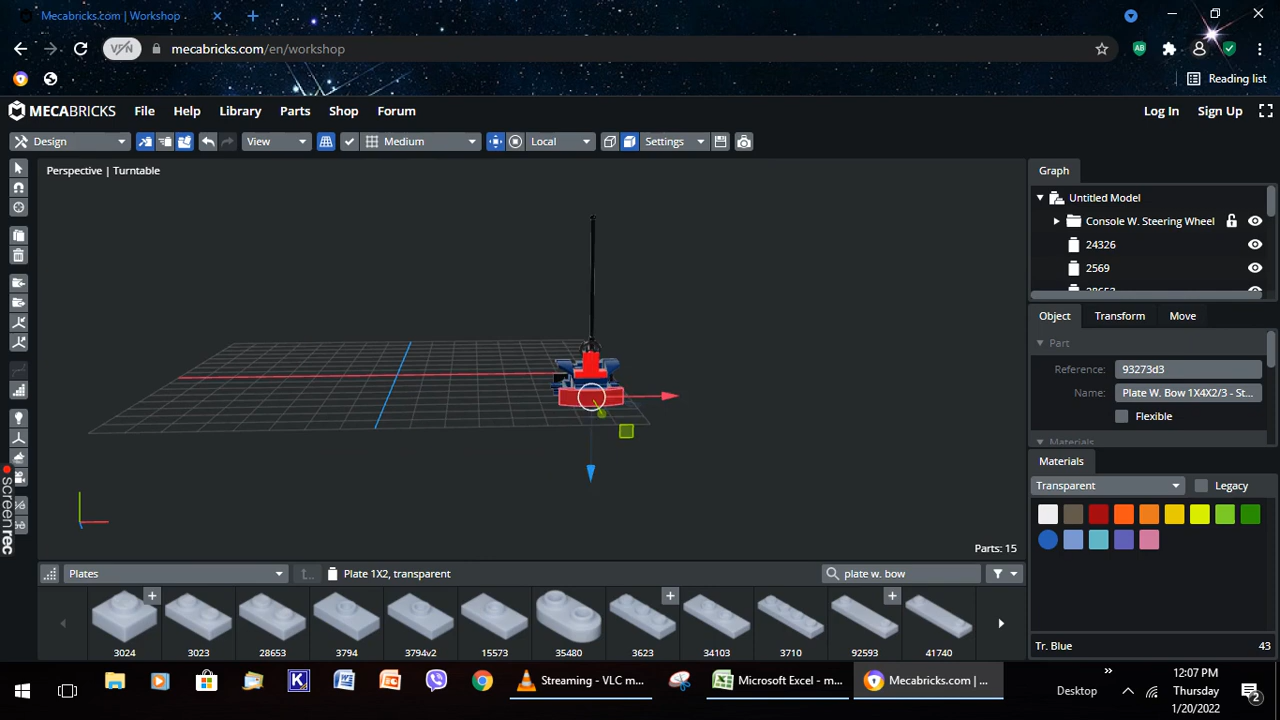 Mecabricks.com | Workshop
VPN
mecabricks.com/en/workshop
Reading list
MECABRICKS File Help Library Parts Shop Forum Log In Sign Up
Design View Medium Local Settings
Perspective | Turntable
Graph
Untitled Model
Console W. Steering Wheel
24326
2569
28653
Object Transform Move
Part
Reference: 93273d3
Name: Plate W. Bow 1X4X2/3 - St...
Flexible
Materials
Materials
Transparent Legacy
Parts: 15
Plates Plate 1X2, transparent plate w. bow
3024 3023 28653 3794 3794v2 15573 35480 3623 34103 3710 92593 41740
Tr. Blue 43
screenrec
Streaming - VLC m... Microsoft Excel - m... Mecabricks.com | ... Desktop
12:07 PM
Thursday
1/20/2022
2